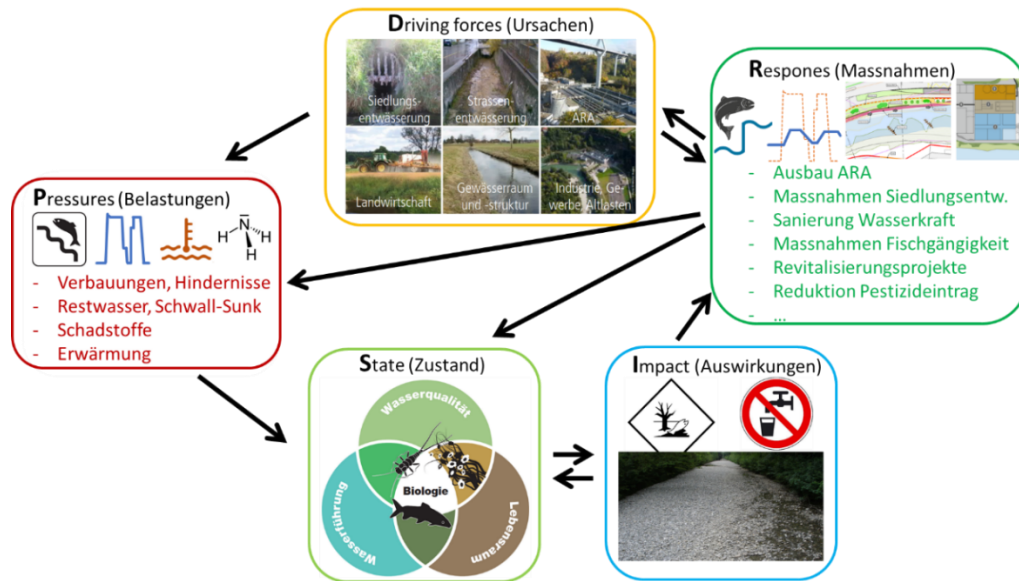 Driving forces (Ursachen)
Siedlungs-
entwässerung
Strassen-
entwässerung
ARA
Landwirtschaft
Gewässerraum
und -struktur
Industrie, Ge-
werbe, Altlasten
Respones (Massnahmen)
- Ausbau ARA
- Massnahmen Siedlungsentw.
- Sanierung Wasserkraft
- Massnahmen Fischgängigkeit
- Revitalisierungsprojekte
- Reduktion Pestizideintrag
- ...
Pressures (Belastungen)
H N H
H
- Verbauungen, Hindernisse
- Restwasser, Schwall-Sunk
- Schadstoffe
- Erwärmung
State (Zustand)
Wasserqualität
Biologie
Wasserführung
Lebensraum
Impact (Auswirkungen)